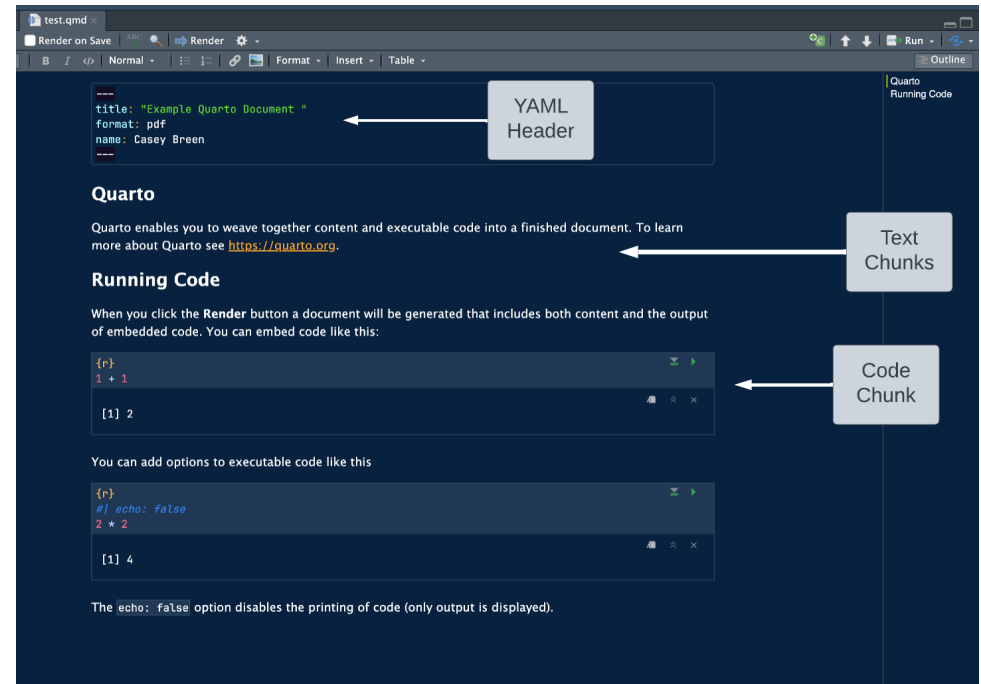 test.qmd
Render on Save ABC Render Run
B I </> Normal Format Insert Table Outline
Quarto
Running Code
---
title: "Example Quarto Document "
format: pdf
name: Casey Breen
---
YAML
Header
Quarto
Quarto enables you to weave together content and executable code into a finished document. To learn
more about Quarto see https://quarto.org.
Text
Chunks
Running Code
When you click the Render button a document will be generated that includes both content and the output
of embedded code. You can embed code like this:
{r}
1 + 1
[1] 2
Code
Chunk
You can add options to executable code like this
{r}
#| echo: false
2 * 2
[1] 4
The echo: false option disables the printing of code (only output is displayed).